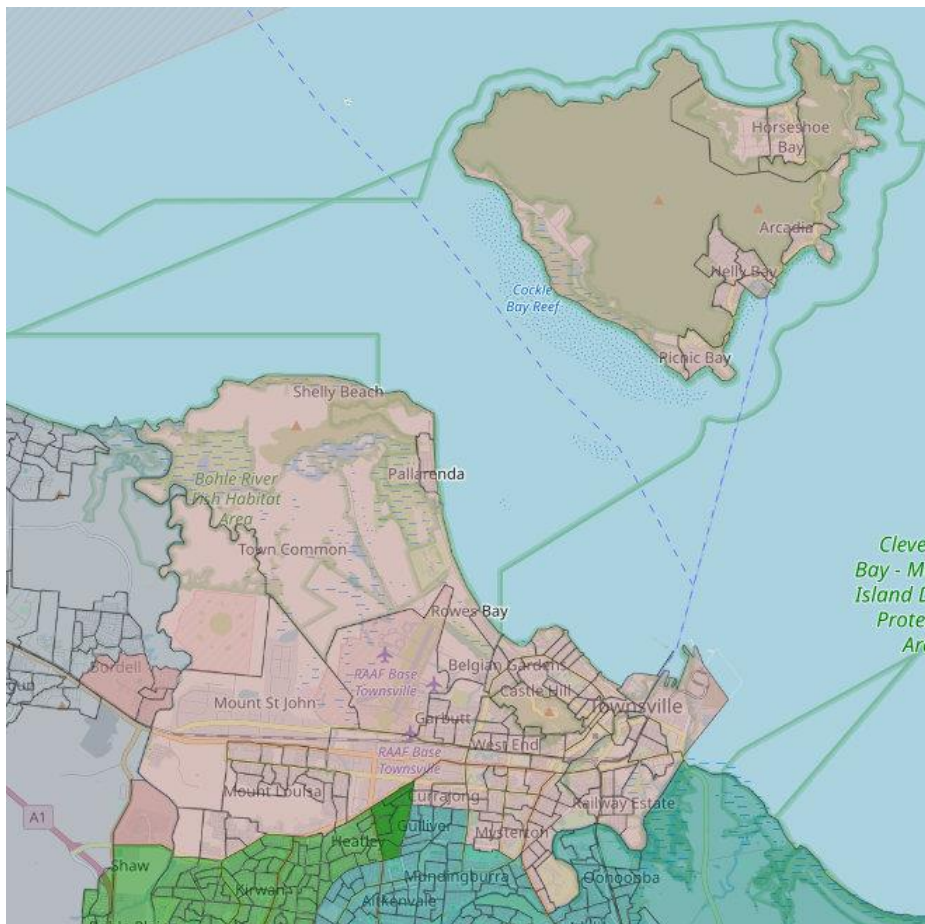 Horseshoe
Bay
Arcadia
Nelly Bay
Cockle
Bay Reef
Picnic Bay
Shelly Beach
Pallarenda
Bohle River
Fish Habitat
Area
Town Common
Cleve
Bay - M
Island D
Prote
Are
Rowes Bay
Belgian Gardens
Bordell
RAAF Base
Townsville
Castle Hill
Mount St John
Townsville
Garbutt
West End
RAAF Base
Townsville
Mount Louisa
Currajong
Railway Estate
A1
Gulliver
Mysterton
Heatley
Shaw
Mundingburra
Oonoonba
Kirwan
Aitkenvale